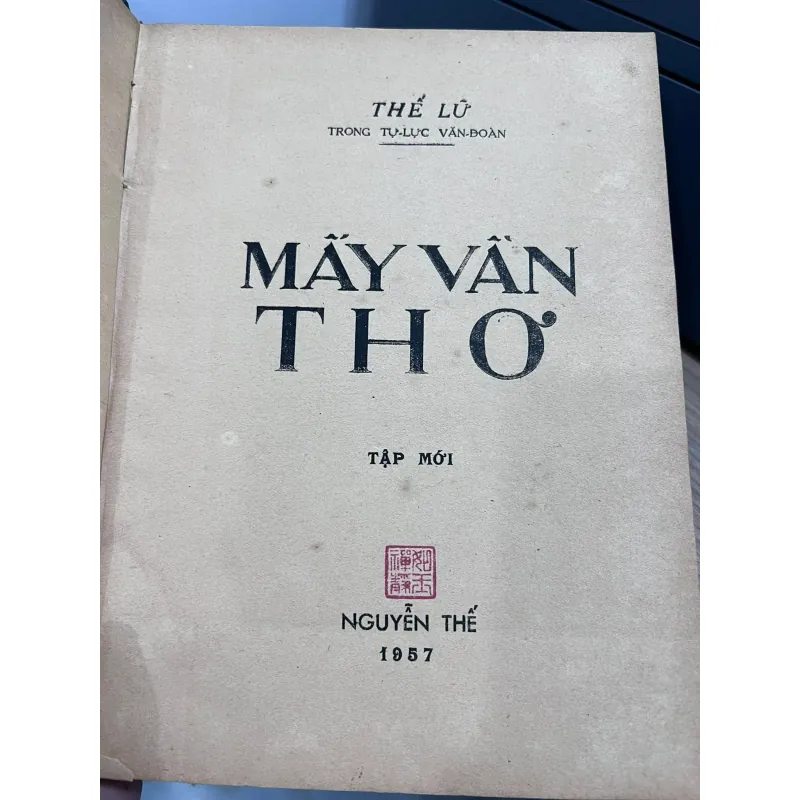 THẾ LỮ
TRONG TỰ-LỰC VĂN-ĐOÀN
MẤY VẦN
THƠ
TẬP MỚI
NGUYỄN THẾ
1957